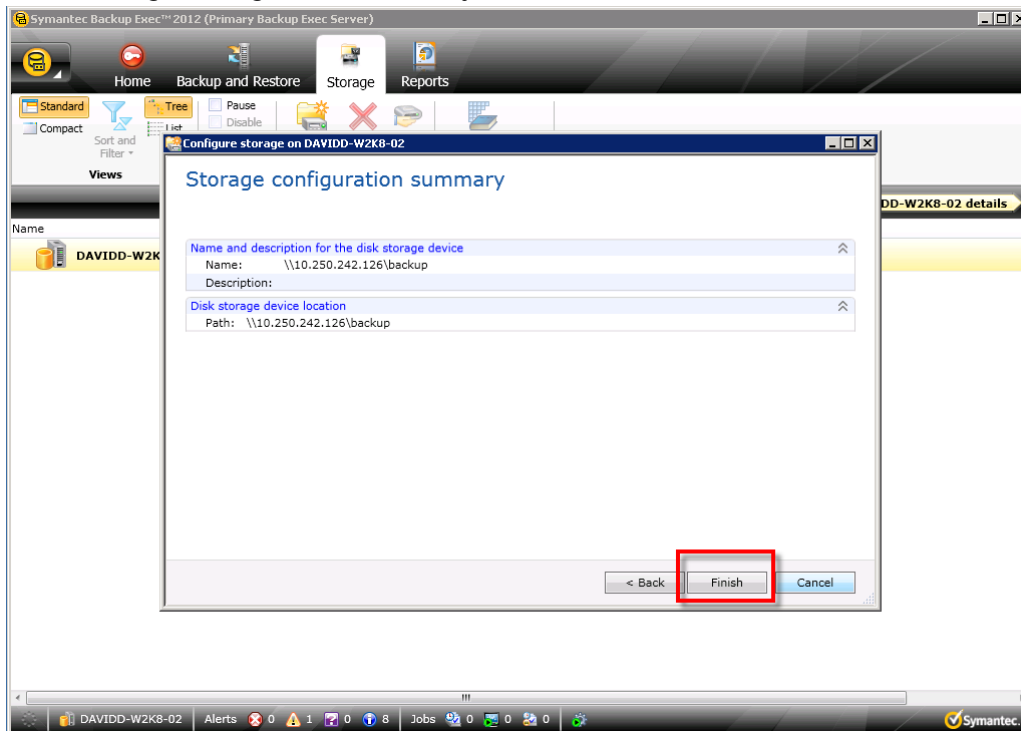 Symantec Backup Exec™ 2012 (Primary Backup Exec Server)
Home Backup and Restore Storage Reports
Standard Tree Pause
Compact List Disable
Sort and
Filter
Views
Configure storage on DAVIDD-W2K8-02
Storage configuration summary
DD-W2K8-02 details
Name
DAVIDD-W2K
Name and description for the disk storage device
Name: \\10.250.242.126\backup
Description:
Disk storage device location
Path: \\10.250.242.126\backup
< Back Finish Cancel
DAVIDD-W2K8-02 Alerts 0 1 0 8 Jobs 0 0 0 Symantec.